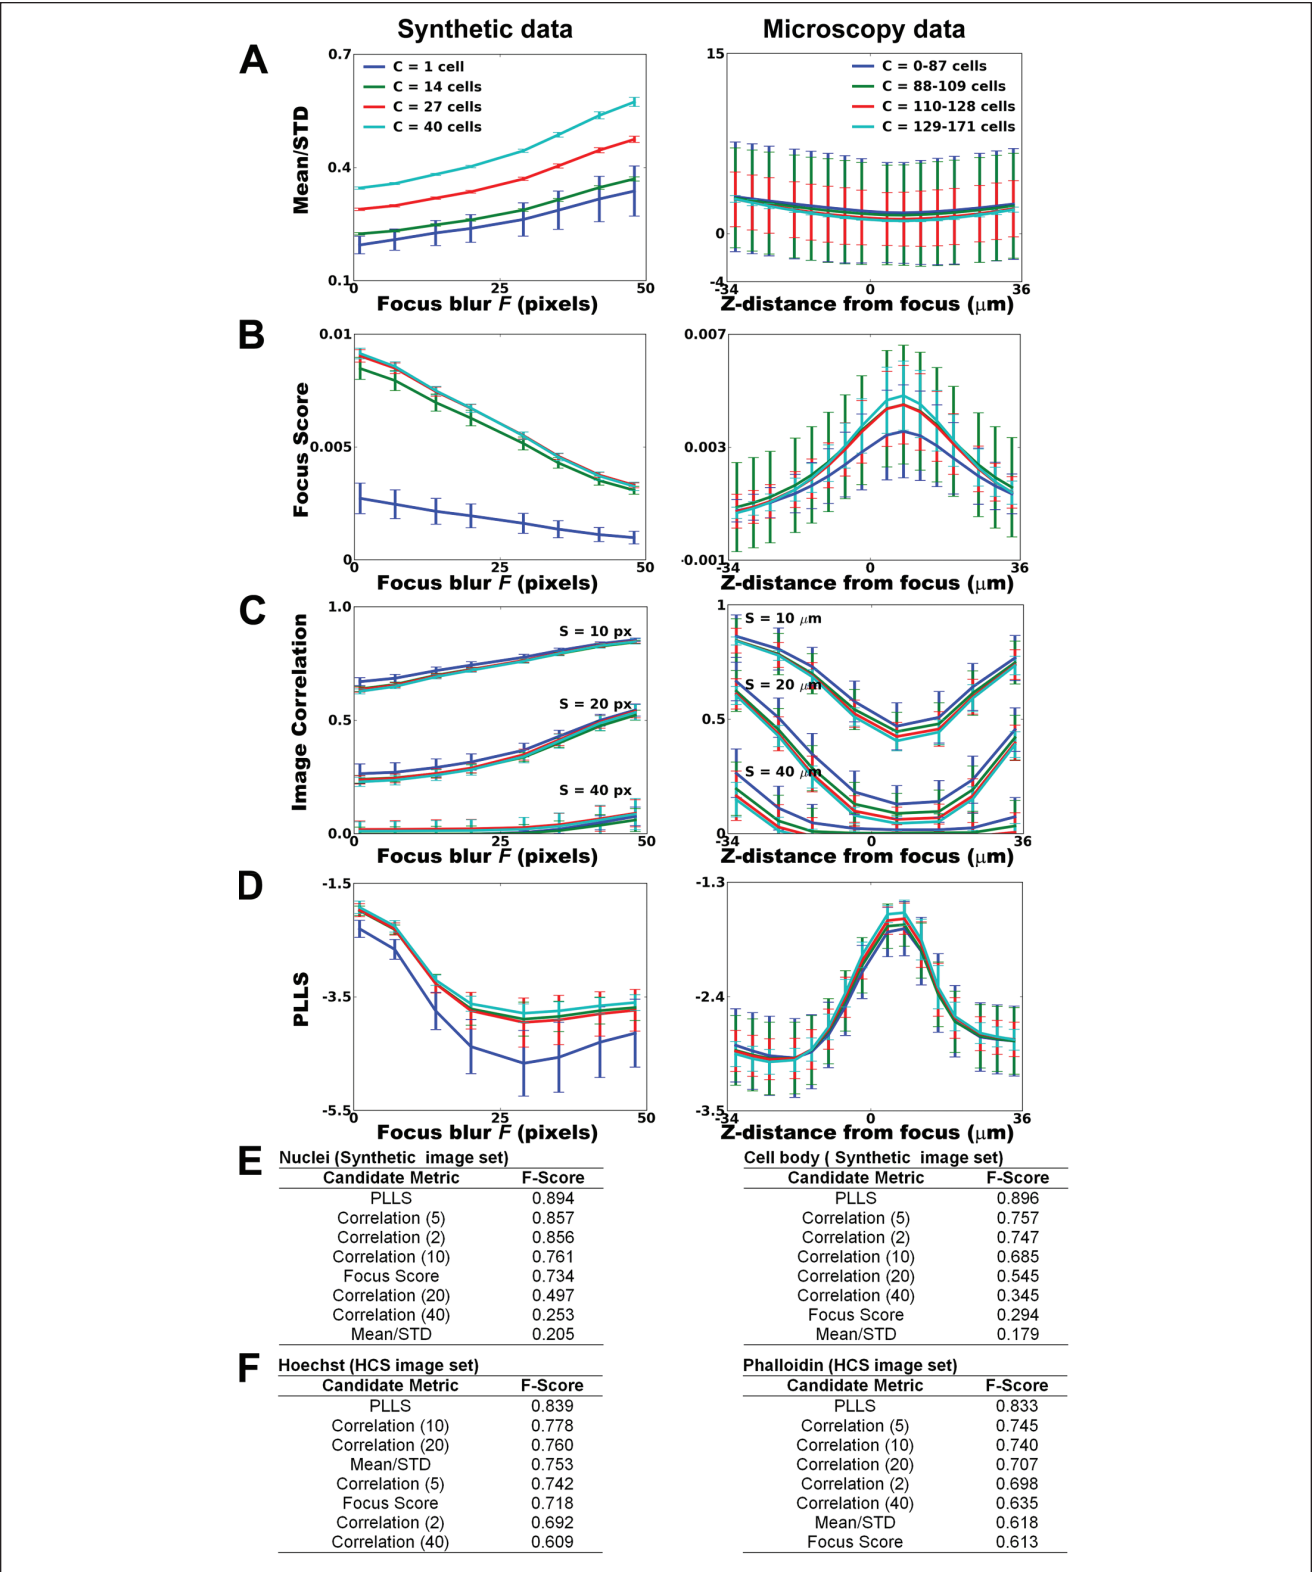 Synthetic data
Microscopy data
A
Mean/STD
0.7
0.4
0.1
C = 1 cell
C = 14 cells
C = 27 cells
C = 40 cells
0
25
50
Focus blur F (pixels)
15
0
-4
C = 0-87 cells
C = 88-109 cells
C = 110-128 cells
C = 129-171 cells
-34
0
36
Z-distance from focus (μm)
B
Focus Score
0.01
0.005
0
0
25
50
Focus blur F (pixels)
0.007
0.003
-0.001
-34
0
36
Z-distance from focus (μm)
C
Image Correlation
1.0
0.5
0.0
S = 10 px
S = 20 px
S = 40 px
0
25
50
Focus blur F (pixels)
1
0.5
0
S = 10 μm
S = 20 μm
S = 40 μm
-34
0
36
Z-distance from focus (μm)
D
PLLS
-1.5
-3.5
-5.5
0
25
50
Focus blur F (pixels)
-1.3
-2.4
-3.5
-34
0
36
Z-distance from focus (μm)
E
Nuclei (Synthetic image set)
Candidate Metric F-Score
PLLS 0.894
Correlation (5) 0.857
Correlation (2) 0.856
Correlation (10) 0.761
Focus Score 0.734
Correlation (20) 0.497
Correlation (40) 0.253
Mean/STD 0.205
Cell body ( Synthetic image set)
Candidate Metric F-Score
PLLS 0.896
Correlation (5) 0.757
Correlation (2) 0.747
Correlation (10) 0.685
Correlation (20) 0.545
Correlation (40) 0.345
Focus Score 0.294
Mean/STD 0.179
F
Hoechst (HCS image set)
Candidate Metric F-Score
PLLS 0.839
Correlation (10) 0.778
Correlation (20) 0.760
Mean/STD 0.753
Correlation (5) 0.742
Focus Score 0.718
Correlation (2) 0.692
Correlation (40) 0.609
Phalloidin (HCS image set)
Candidate Metric F-Score
PLLS 0.833
Correlation (5) 0.745
Correlation (10) 0.740
Correlation (20) 0.707
Correlation (2) 0.698
Correlation (40) 0.635
Mean/STD 0.618
Focus Score 0.613